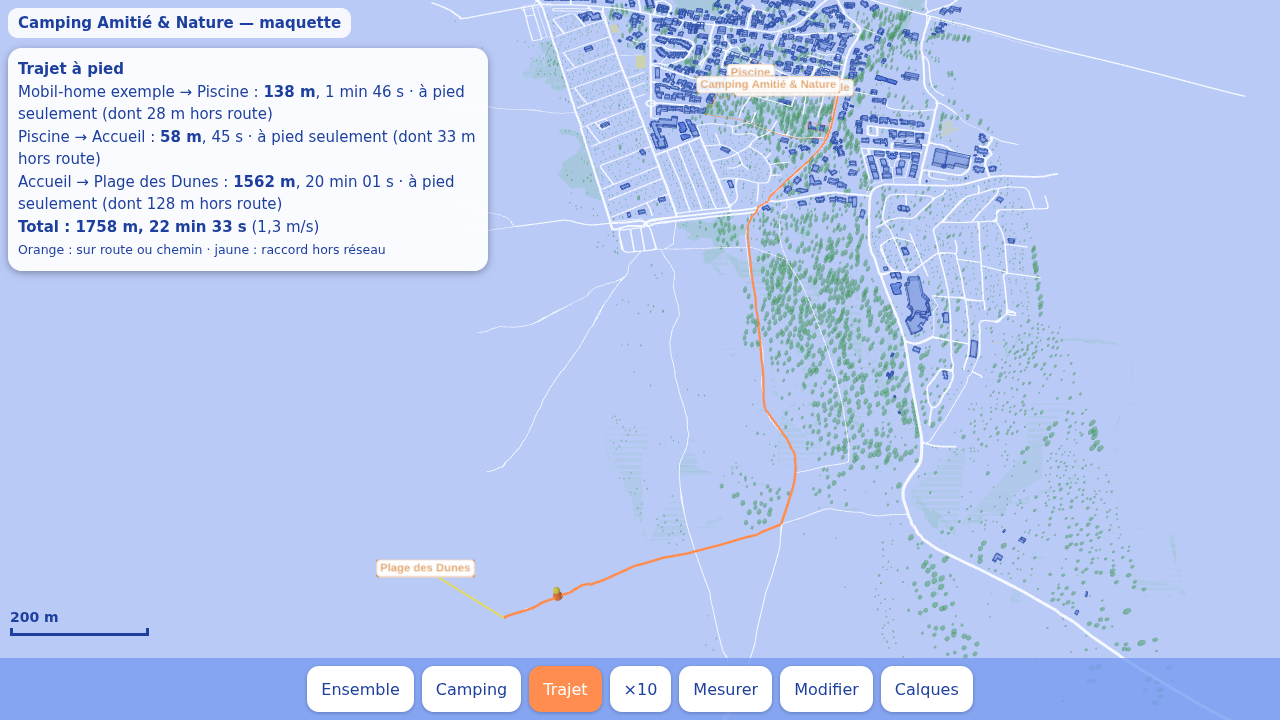 Camping Amitié & Nature — maquette
Trajet à pied
Mobil-home exemple → Piscine : 138 m, 1 min 46 s · à pied
seulement (dont 28 m hors route)
Piscine → Accueil : 58 m, 45 s · à pied seulement (dont 33 m
hors route)
Accueil → Plage des Dunes : 1562 m, 20 min 01 s · à pied
seulement (dont 128 m hors route)
Total : 1758 m, 22 min 33 s (1,3 m/s)
Orange : sur route ou chemin · jaune : raccord hors réseau
Piscine
Camping Amitié & Nature
Plage des Dunes
200 m
Ensemble
Camping
Trajet
×10
Mesurer
Modifier
Calques